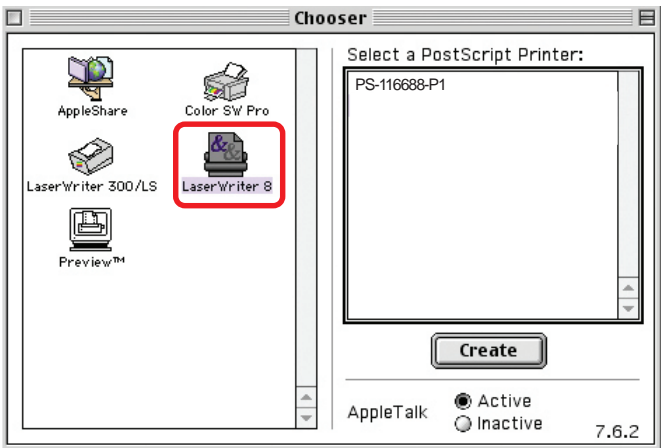 Chooser
AppleShare
Color SW Pro
LaserWriter 300/LS
LaserWriter 8
Preview™
Select a PostScript Printer:
PS-116688-P1
Create
AppleTalk
Active
Inactive
7.6.2